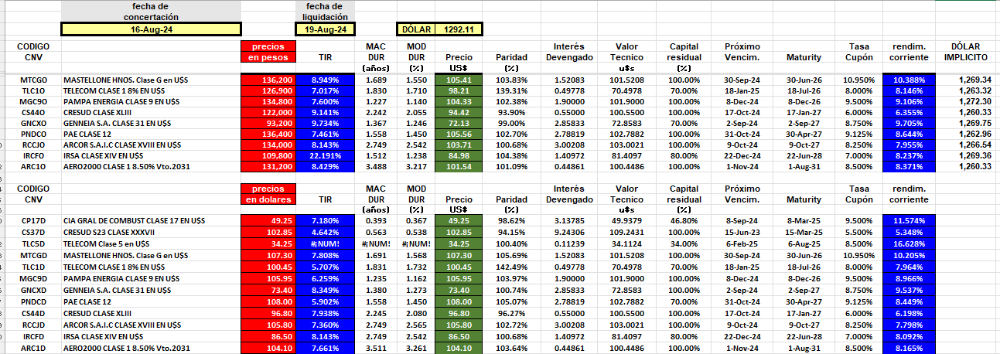 fecha de concertación fecha de liquidación
16-Aug-24 19-Aug-24 DÓLAR 1292.11
CODIGO CNV precios en pesos TIR MAC DUR (años) MOD DUR (%) Precio US$ Paridad (%) Interés Devengado Valor Tecnico u$s Capital residual (%) Próximo Vencim. Maturity Tasa Cupón rendim. corriente DÓLAR IMPLICITO
MTCGO MASTELLONE HNOS. Clase G en U$S 136,200 8.949% 1.689 1.550 105.41 103.83% 1.52083 101.5208 100.00% 30-Sep-24 30-Jun-26 10.950% 10.388% 1,269.34
TLC1O TELECOM CLASE 1 8% EN U$S 126,900 7.017% 1.830 1.710 98.21 139.31% 0.49778 70.4978 70.00% 18-Jan-25 18-Jul-26 8.000% 8.146% 1,263.32
MGC9O PAMPA ENERGIA CLASE 9 EN U$S 134,800 7.600% 1.227 1.140 104.33 102.38% 1.90000 101.9000 100.00% 8-Dec-24 8-Dec-26 9.500% 9.106% 1,272.30
CS44O CRESUD CLASE XLIII 122,000 9.141% 2.242 2.055 94.42 93.90% 0.55000 100.5500 100.00% 17-Oct-24 17-Jan-27 6.000% 6.355% 1,260.33
GNCXO GENNEIA S.A. CLASE 31 EN U$S 93,200 9.734% 1.367 1.246 72.13 99.00% 2.85833 72.8583 70.00% 2-Sep-24 2-Sep-27 8.750% 9.705% 1,269.75
PNDCO PAE CLASE 12 136,400 7.461% 1.558 1.450 105.56 102.70% 2.78819 102.7882 100.00% 31-Oct-24 30-Apr-27 9.125% 8.644% 1,262.96
RCCJO ARCOR S.A.I.C CLASE XVIII EN U$S 134,000 8.143% 2.749 2.542 103.71 100.68% 3.00208 103.0021 100.00% 9-Oct-24 9-Oct-27 8.250% 7.955% 1,266.54
IRCFO IRSA CLASE XIV EN U$S 109,800 22.191% 1.512 1.238 84.98 104.38% 1.40972 81.4097 80.00% 22-Dec-24 22-Jun-28 7.000% 8.237% 1,269.36
ARC1O AERO2000 CLASE 1 8.50% Vto.2031 131,200 8.429% 3.488 3.217 101.54 101.09% 0.44861 100.4486 100.00% 1-Nov-24 1-Aug-31 8.500% 8.371% 1,260.33
CODIGO CNV precios en dolares TIR MAC DUR (años) MOD DUR (%) Precio US$ Paridad (%) Interés Devengado Valor Tecnico u$s Capital residual (%) Próximo Vencim. Maturity Tasa Cupón rendim. corriente
CP17D CIA GRAL DE COMBUST CLASE 17 EN U$S 49.25 7.180% 0.393 0.367 49.25 98.62% 3.13785 49.9379 46.80% 8-Sep-24 8-Mar-25 9.500% 11.574%
CS37D CRESUD S23 CLASE XXXVII 102.85 4.642% 0.563 0.538 102.85 94.15% 9.24306 109.2431 100.00% 15-Jun-23 15-Mar-25 5.500% 5.348%
TLC5D TELECOM Clase 5 en U$S 34.25 #¡NUM! #¡NUM! #¡NUM! 34.25 100.40% 0.11239 34.1124 34.00% 6-Feb-25 6-Aug-25 8.500% 16.628%
MTCGD MASTELLONE HNOS. Clase G en U$S 107.30 7.808% 1.691 1.568 107.30 105.69% 1.52083 101.5208 100.00% 30-Sep-24 30-Jun-26 10.950% 10.205%
TLC1D TELECOM CLASE 1 8% EN U$S 100.45 5.707% 1.831 1.732 100.45 142.49% 0.49778 70.4978 70.00% 18-Jan-25 18-Jul-26 8.000% 7.964%
MGC9D PAMPA ENERGIA CLASE 9 EN U$S 105.95 6.259% 1.235 1.162 105.95 103.97% 1.90000 101.9000 100.00% 8-Dec-24 8-Dec-26 9.500% 8.966%
GNCXD GENNEIA S.A. CLASE 31 EN U$S 73.40 8.349% 1.380 1.273 73.40 100.74% 2.85833 72.8583 70.00% 2-Sep-24 2-Sep-27 8.750% 9.537%
PNDCD PAE CLASE 12 108.00 5.902% 1.558 1.450 108.00 105.07% 2.78819 102.7882 70.00% 31-Oct-24 30-Apr-27 9.125% 8.449%
CS44D CRESUD CLASE XLIII 96.80 7.938% 2.245 2.080 96.80 96.27% 0.55000 100.5500 100.00% 17-Oct-24 17-Jan-27 6.000% 6.198%
RCCJD ARCOR S.A.I.C CLASE XVIII EN U$S 105.80 7.360% 2.749 2.565 105.80 102.72% 3.00208 103.0021 100.00% 9-Oct-24 9-Oct-27 8.250% 7.798%
IRCFD IRSA CLASE XIV EN U$S 86.50 8.143% 2.749 2.542 86.50 100.68% 1.40972 81.4097 80.00% 22-Dec-24 22-Jun-28 7.000% 8.092%
ARC1D AERO2000 CLASE 1 8.50% Vto.2031 104.10 7.661% 3.511 3.261 104.10 103.64% 0.44861 100.4486 100.00% 1-Nov-24 1-Aug-31 8.500% 8.165%